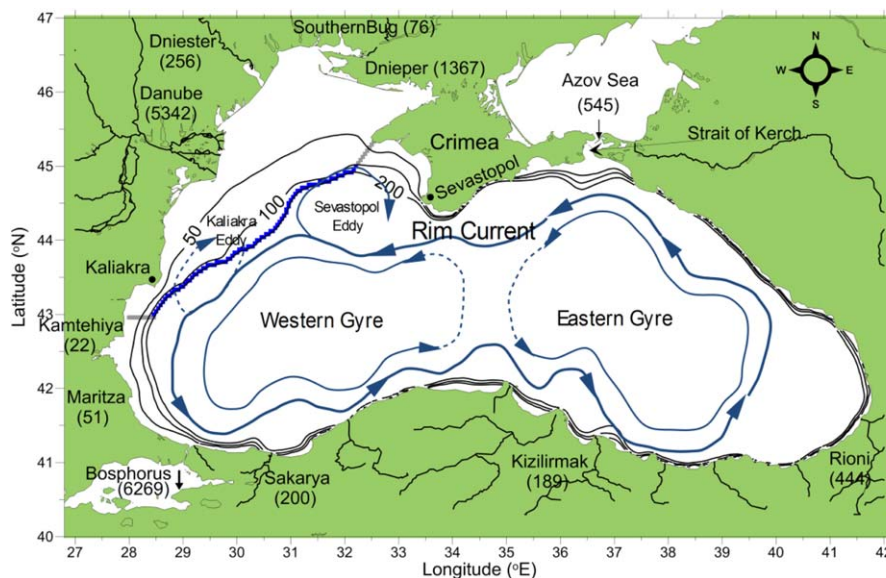 47
46
45
44
43
42
41
40
Latitude (°N)
27
28
29
30
31
32
33
34
35
36
37
38
39
40
41
42
Longitude (°E)
SouthernBug (76)
Dniester
(256)
Dnieper (1367)
Danube
(5342)
Azov Sea
(545)
N
W
E
S
Crimea
Strait of Kerch
Sevastopol
50
100
200
Kaliakra
Eddy
Sevastopol
Eddy
Rim Current
Kaliakra
Kamtehiya
(22)
Western Gyre
Eastern Gyre
Maritza
(51)
Bosphorus
(6269)
Sakarya
(200)
Kizilirmak
(189)
Rioni
(444)